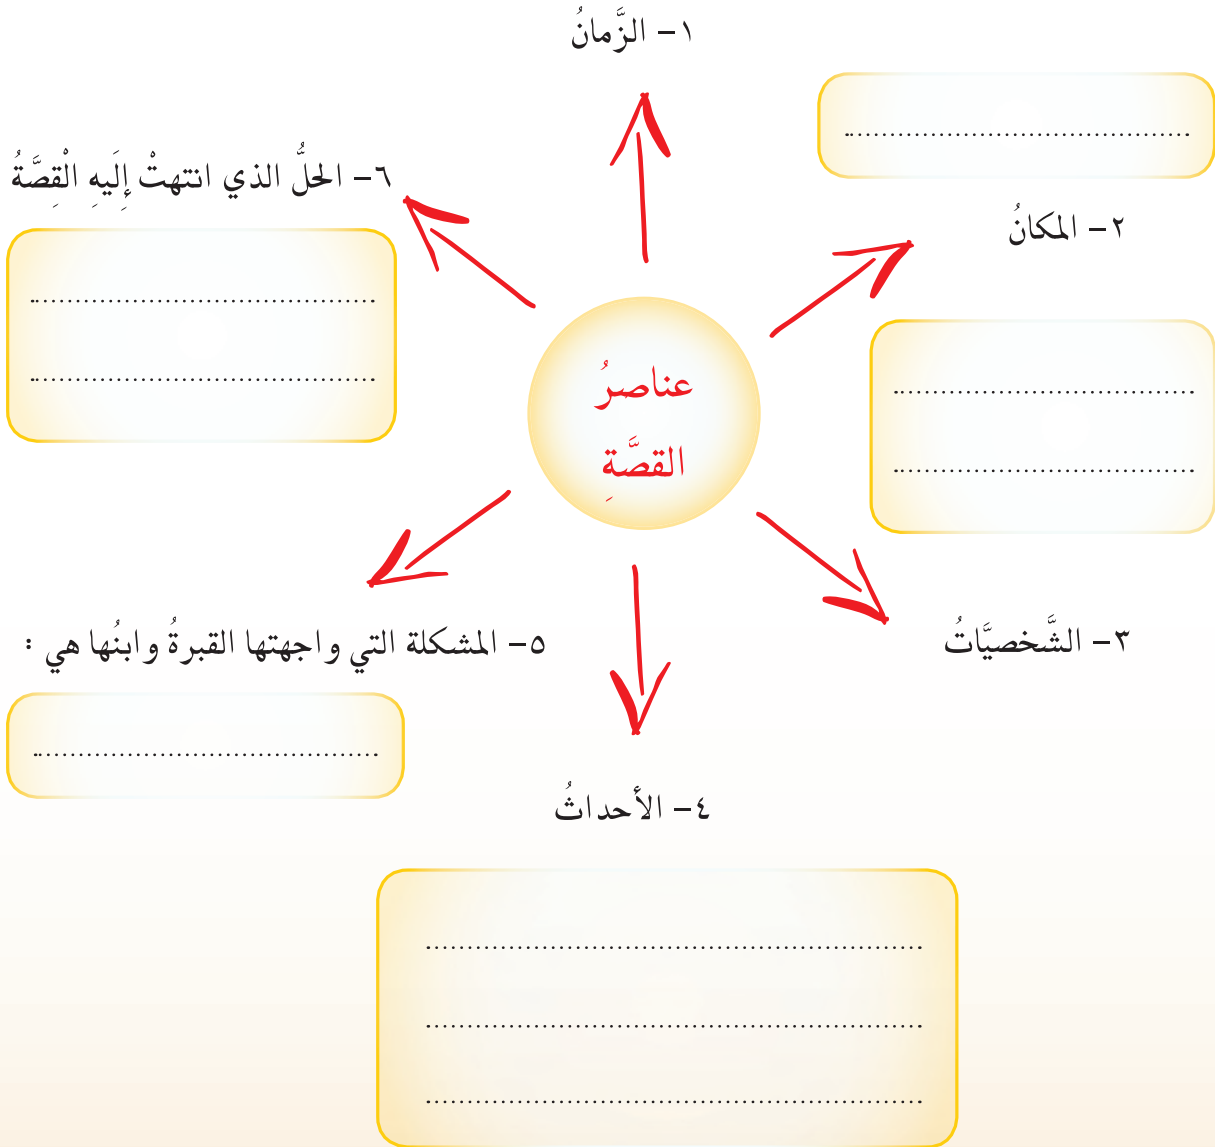 ١- الزَّمانُ
٢- المكانُ
٣- الشَّخصيَّاتُ
٤- الأحداثُ
٥- المشكلة التي واجهتها القبرةُ وابنُها هي :
٦- الحلُّ الذي انتهتْ إِلَيهِ الْقِصَّةُ
عناصرُ
القصَّةِ